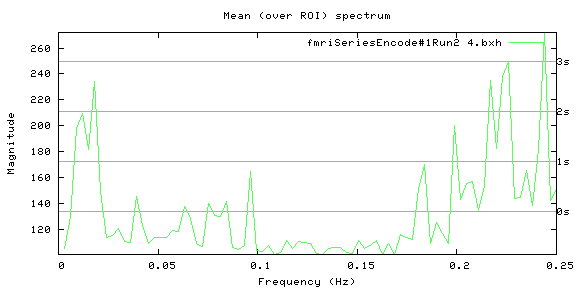 Mean (over ROI) spectrum
fmriSeriesEncode#1Run2 4.bxh
260
240
220
200
180
160
140
120
3s
2s
1s
0s
Magnitude
0
0.05
0.1
0.15
0.2
0.25
Frequency (Hz)